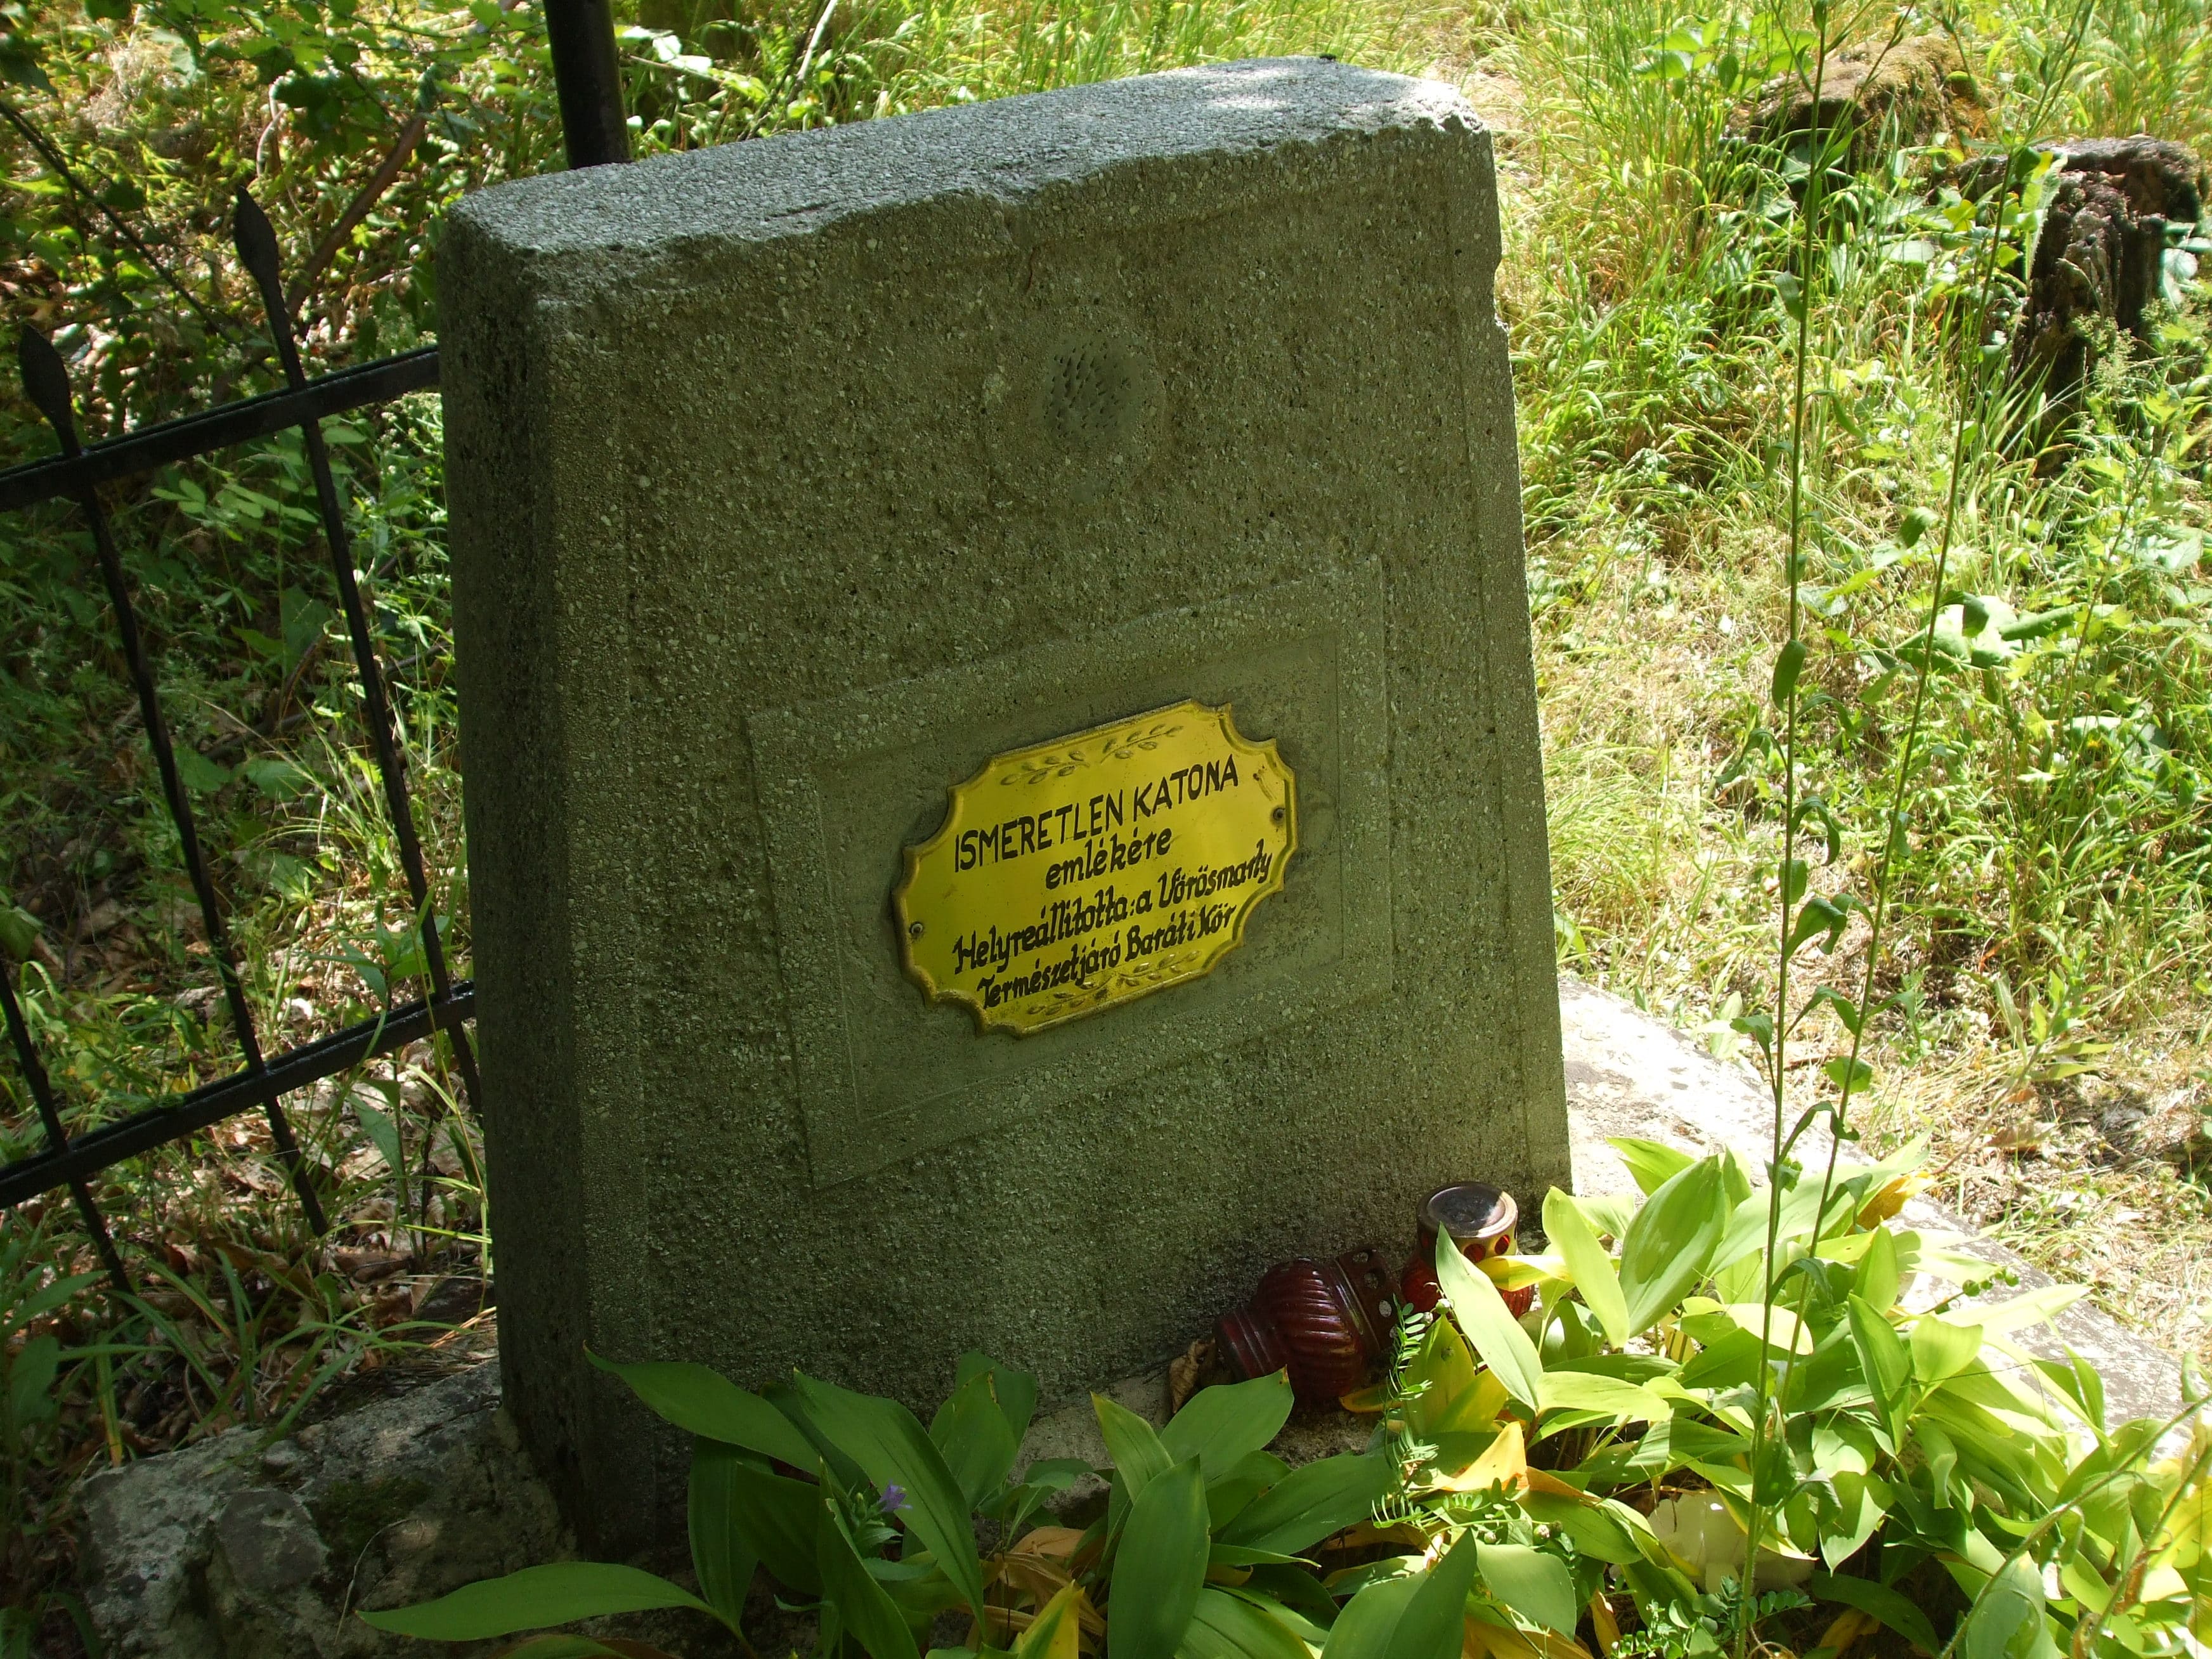 ISMERETLEN KATONA
emlékére
Helyreállította: a Vörösmarty
Természetjáró Baráti Kör